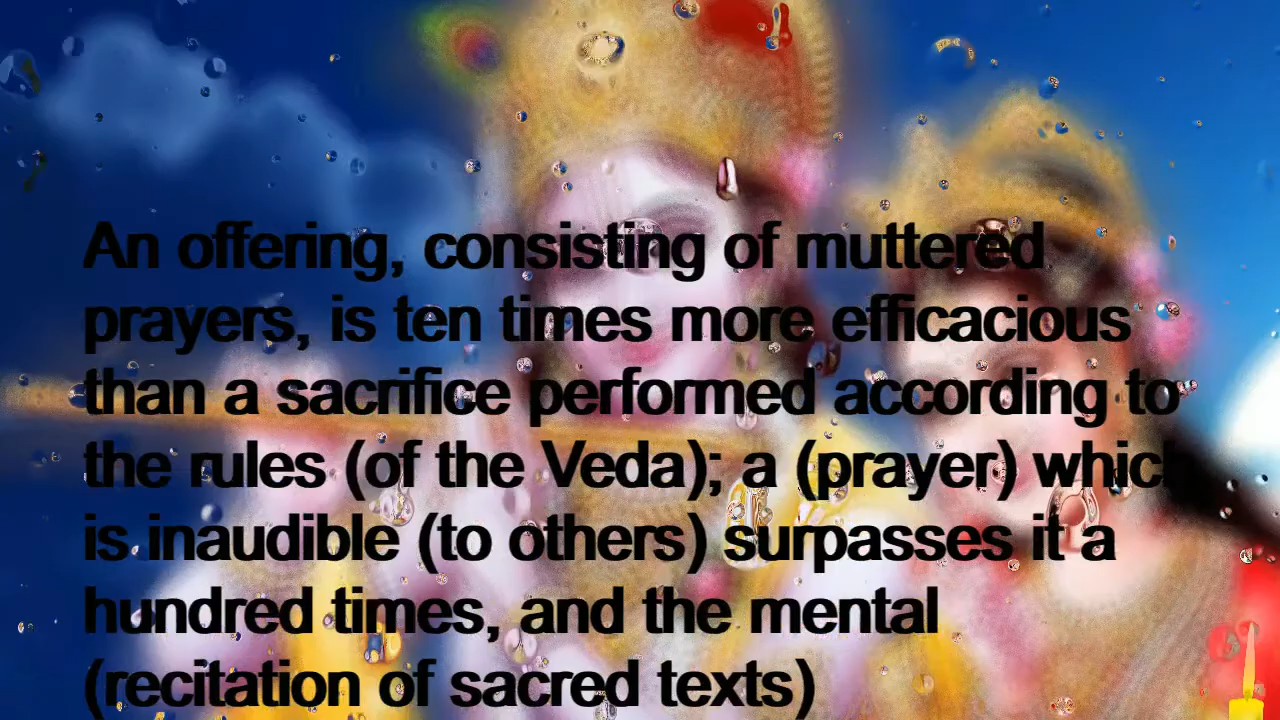 An offering, consisting of muttered
prayers, is ten times more efficacious
than a sacrifice performed according to
the rules (of the Veda); a (prayer) which
is inaudible (to others) surpasses it a
hundred times, and the mental
(recitation of sacred texts)